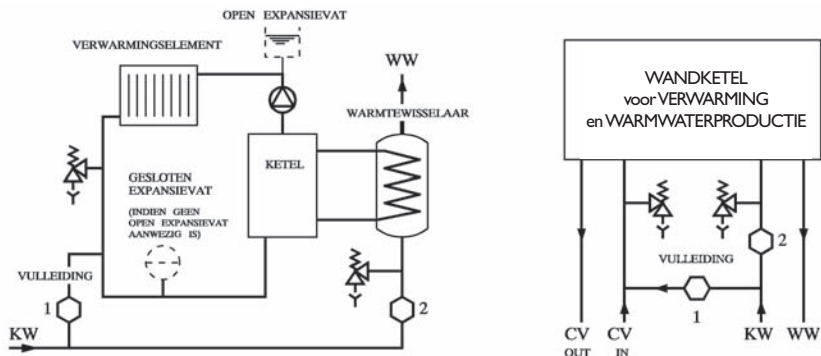 OPEN EXPANSIEVAT
VERWARMINGSELEMENT
WW
WARMTEWISSELAAR
KETEL
GESLOTEN
EXPANSIEVAT
(INDIEN GEEN
OPEN EXPANSIEVAT
AANWEZIG IS)
VULLEIDING
1
2
KW
WANDKETEL
voor VERWARMING
en WARMWATERPRODUCTIE
2
VULLEIDING
1
CV
OUT
CV
IN
KW
WW